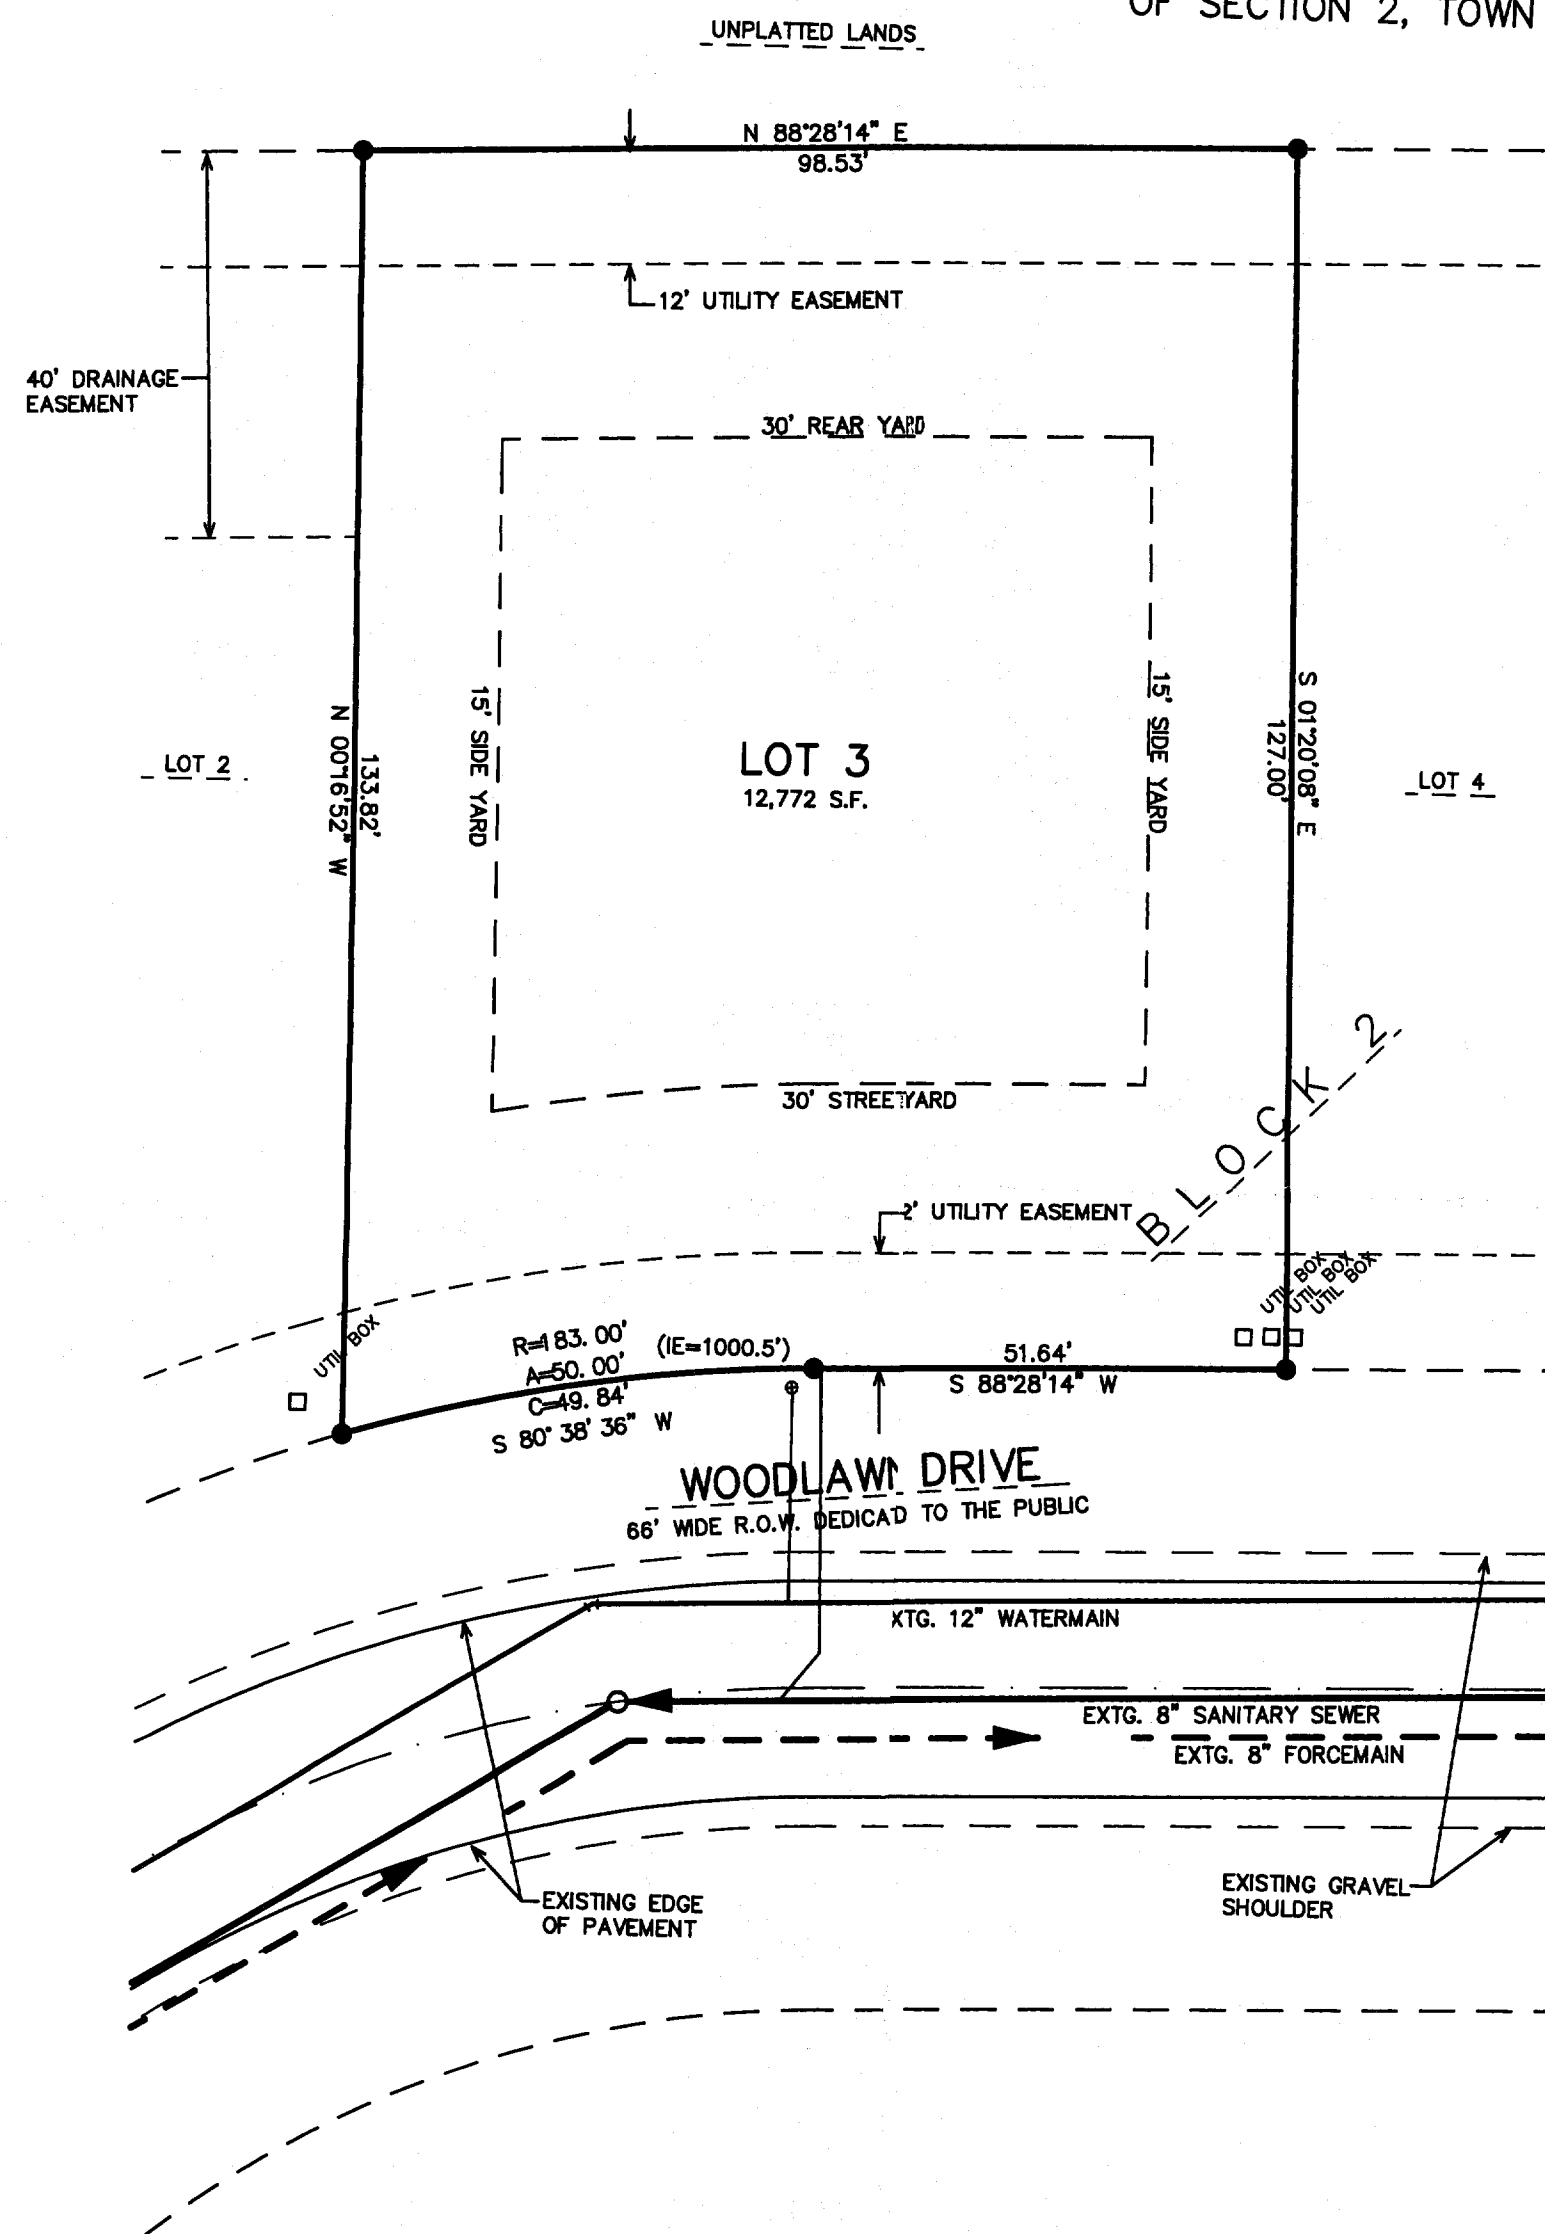 OF SECTION 2, TOWN
UNPLATTED LANDS
N 88°28'14" E
98.53'
12' UTILITY EASEMENT
40' DRAINAGE
EASEMENT
30' REAR YARD
15' SIDE YARD
15' SIDE YARD
N 00°16'52" W
133.82'
S 01°20'08" E
127.00'
LOT 2
LOT 3
12,772 S.F.
LOT 4
30' STREETYARD
BLOCK 2
2' UTILITY EASEMENT
UTIL BOX
UTIL BOX
UTIL BOX
UTIL BOX
R=183.00'
(IE=1000.5')
A=50.00'
C=49.84'
S 80°38'36" W
51.64'
S 88°28'14" W
WOODLAWN DRIVE
66' WIDE R.O.W. DEDICAD TO THE PUBLIC
XTG. 12" WATERMAIN
EXTG. 8" SANITARY SEWER
EXTG. 8" FORCEMAIN
EXISTING EDGE
OF PAVEMENT
EXISTING GRAVEL
SHOULDER